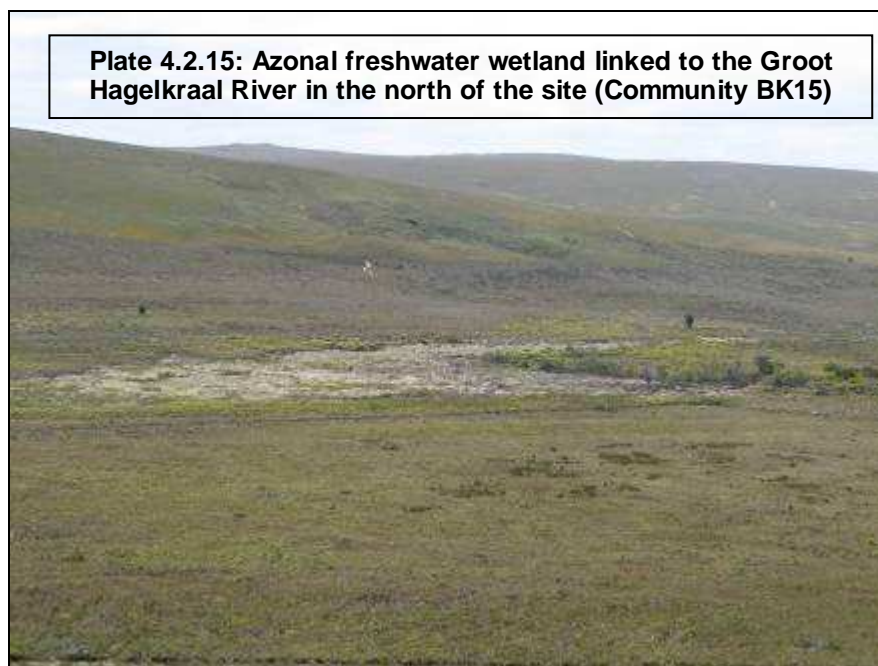 Plate 4.2.15: Azonal freshwater wetland linked to the Groot
Hagelkraal River in the north of the site (Community BK15)